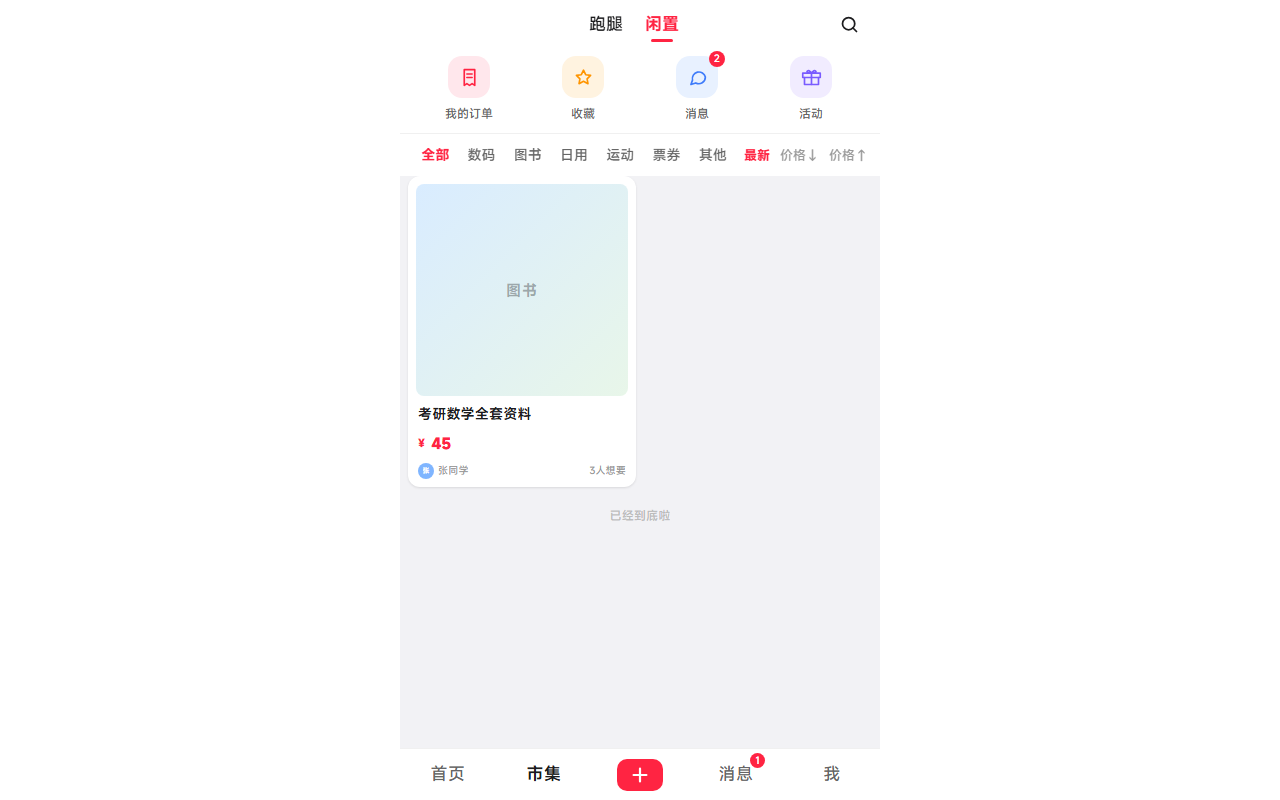 跑腿 闲置
2
我的订单 收藏 消息 活动
全部 数码 图书 日用 运动 票券 其他 最新 价格↓ 价格↑
图书
考研数学全套资料
¥ 45
张 张同学 3人想要
已经到底啦
首页 市集 + 消息 1 我